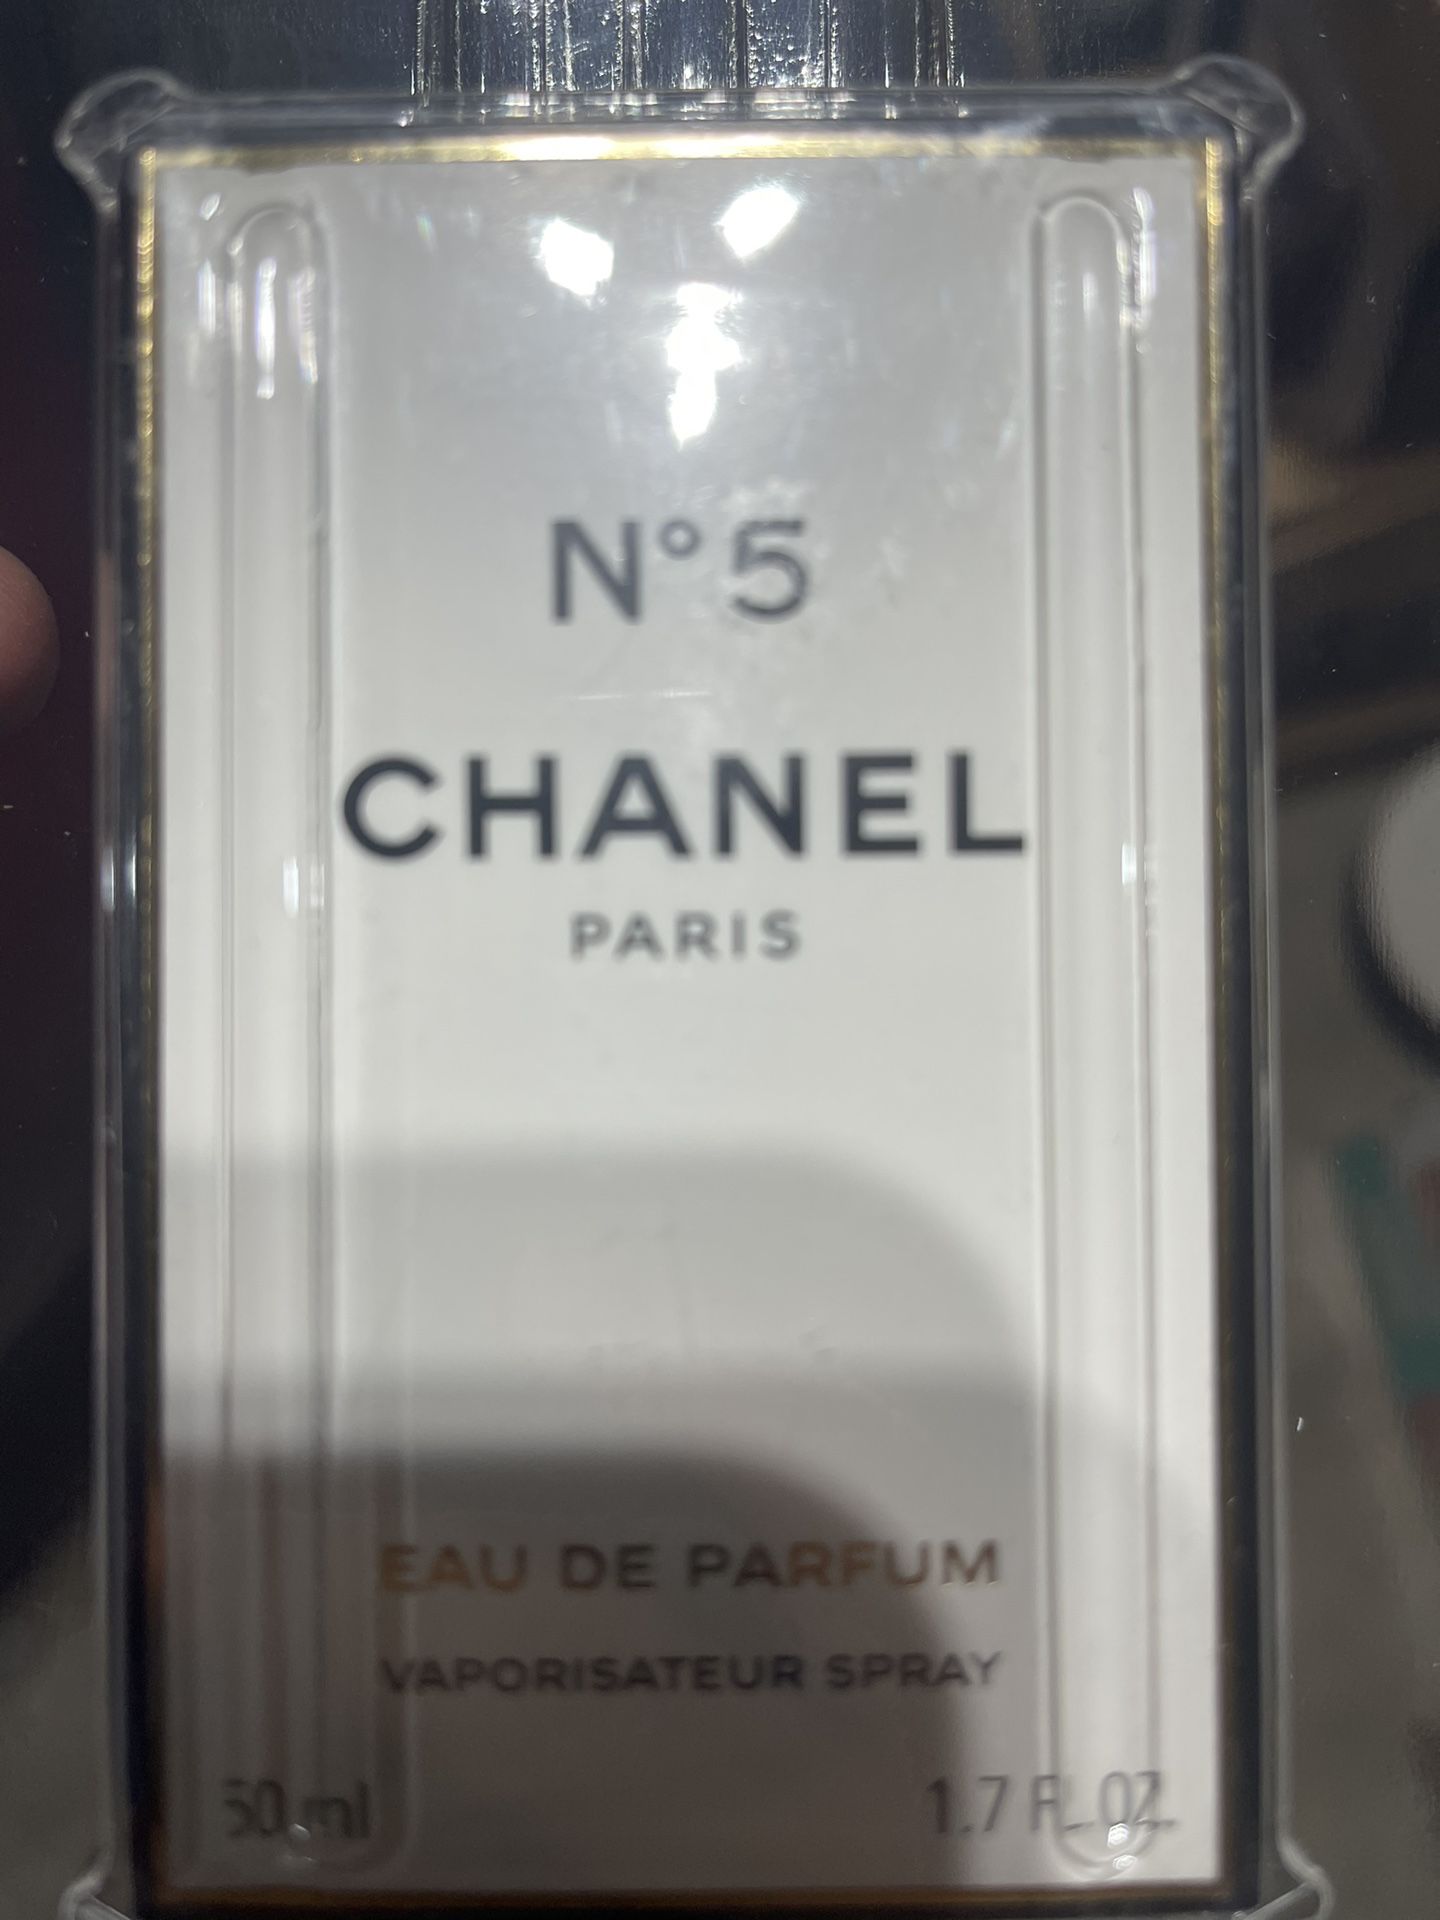 N°5
CHANEL
PARIS
EAU DE PARFUM
VAPORISATEUR SPRAY
50 ml 1.7 FL.OZ.